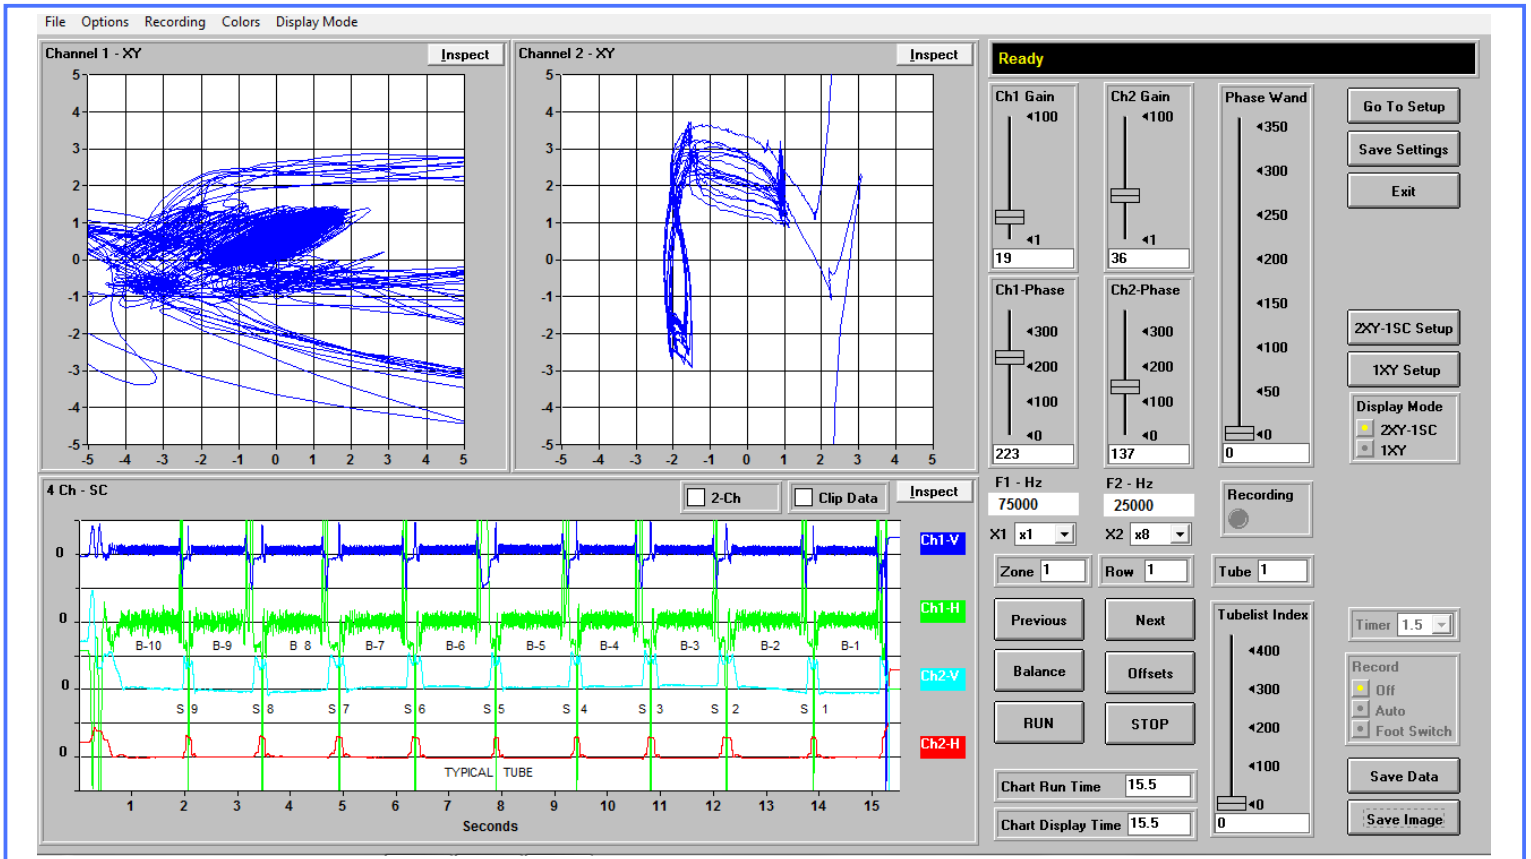 File Options Recording Colors Display Mode
Channel 1 - XY Inspect
5
4
3
2
1
0
-1
-2
-3
-4
-5
-5 -4 -3 -2 -1 0 1 2 3 4 5
Channel 2 - XY Inspect
5
4
3
2
1
0
-1
-2
-3
-4
-5
-5 -4 -3 -2 -1 0 1 2 3 4 5
4 Ch - SC 2-Ch Clip Data Inspect
0 Ch1-V
0 Ch1-H
B-10 B-9 B 8 B-7 B-6 B-5 B-4 B-3 B-2 B-1
0 Ch2-V
S 9 S 8 S 7 S 6 S 5 S 4 S 3 S 2 S 1
0 Ch2-H
TYPICAL TUBE
1 2 3 4 5 6 7 8 9 10 11 12 13 14 15
Seconds
Ready
Ch1 Gain
100
1
19
Ch2 Gain
100
1
36
Ch1-Phase
300
200
100
0
223
Ch2-Phase
300
200
100
0
137
Phase Wand
350
300
250
200
150
100
50
0
0
Go To Setup
Save Settings
Exit
2XY-1SC Setup
1XY Setup
Display Mode
2XY-1SC
1XY
F1 - Hz
75000
F2 - Hz
25000
Recording
X1 x1 X2 x8
Zone 1 Row 1 Tube 1
Previous Next
Balance Offsets
RUN STOP
Chart Run Time 15.5
Chart Display Time 15.5
Tubelist Index
400
300
200
100
0
0
Timer 1.5
Record
Off
Auto
Foot Switch
Save Data
Save Image